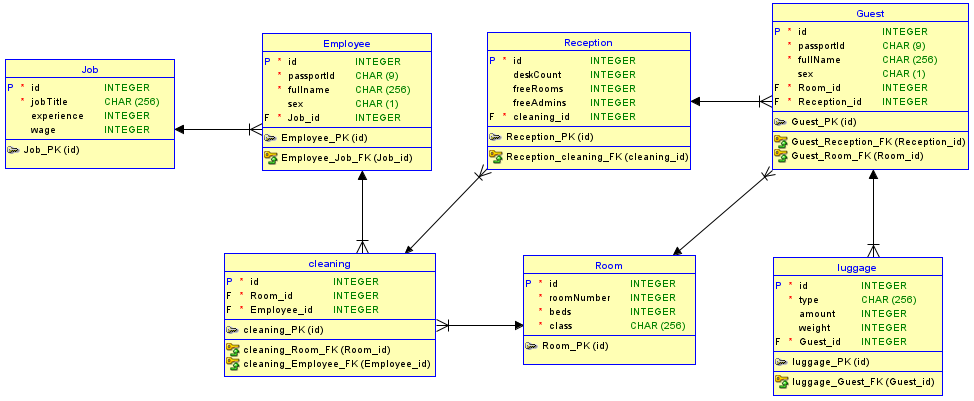 Job
P * id INTEGER
* jobTitle CHAR (256)
experience INTEGER
wage INTEGER
Job_PK (id)
Employee
P * id INTEGER
* passportId CHAR (9)
* fullname CHAR (256)
sex CHAR (1)
F * Job_id INTEGER
Employee_PK (id)
Employee_Job_FK (Job_id)
Reception
P * id INTEGER
deskCount INTEGER
freeRooms INTEGER
freeAdmins INTEGER
F * cleaning_id INTEGER
Reception_PK (id)
Reception_cleaning_FK (cleaning_id)
Guest
P * id INTEGER
* passportId CHAR (9)
* fullName CHAR (256)
sex CHAR (1)
F * Room_id INTEGER
F * Reception_id INTEGER
Guest_PK (id)
Guest_Reception_FK (Reception_id)
Guest_Room_FK (Room_id)
cleaning
P * id INTEGER
F * Room_id INTEGER
F * Employee_id INTEGER
cleaning_PK (id)
cleaning_Room_FK (Room_id)
cleaning_Employee_FK (Employee_id)
Room
P * id INTEGER
* roomNumber INTEGER
* beds INTEGER
* class CHAR (256)
Room_PK (id)
luggage
P * id INTEGER
* type CHAR (256)
amount INTEGER
weight INTEGER
F * Guest_id INTEGER
luggage_PK (id)
luggage_Guest_FK (Guest_id)